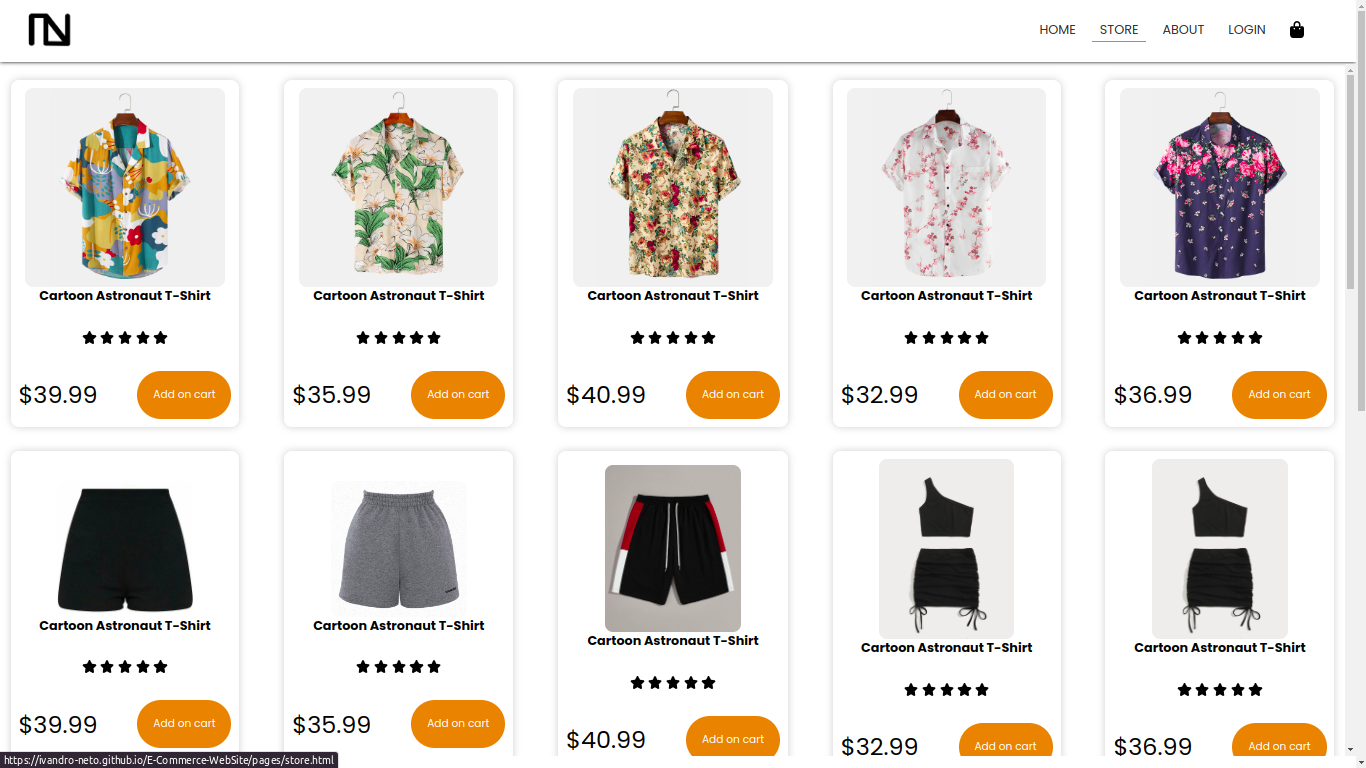 HOME STORE ABOUT LOGIN
Cartoon Astronaut T-Shirt Cartoon Astronaut T-Shirt Cartoon Astronaut T-Shirt Cartoon Astronaut T-Shirt Cartoon Astronaut T-Shirt
$39.99 Add on cart $35.99 Add on cart $40.99 Add on cart $32.99 Add on cart $36.99 Add on cart
Cartoon Astronaut T-Shirt Cartoon Astronaut T-Shirt Cartoon Astronaut T-Shirt Cartoon Astronaut T-Shirt Cartoon Astronaut T-Shirt
$39.99 Add on cart $35.99 Add on cart $40.99 Add on cart $32.99 Add on cart $36.99 Add on cart
https://ivandro-neto.github.io/E-Commerce-WebSite/pages/store.html